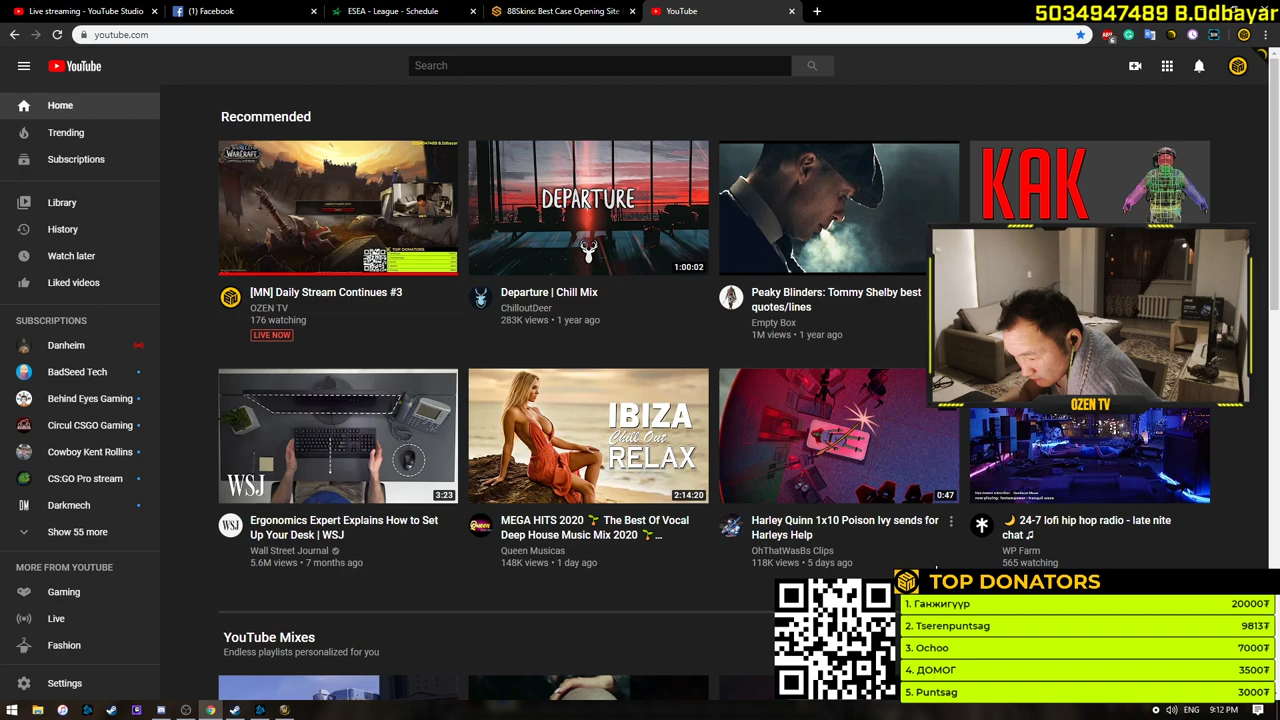 Live streaming - YouTube Studio
(1) Facebook
ESEA - League - Schedule
88Skins: Best Case Opening Site
YouTube
5034947489 B.Odbayar
youtube.com
YouTube
Search
Home
Trending
Subscriptions
Library
History
Watch later
Liked videos
SUBSCRIPTIONS
Danheim
BadSeed Tech
Behind Eyes Gaming
Circul CSGO Gaming
Cowboy Kent Rollins
CS:GO Pro stream
Darkmech
Show 55 more
MORE FROM YOUTUBE
Gaming
Live
Fashion
Settings
Recommended
[MN] Daily Stream Continues #3
OZEN TV
176 watching
LIVE NOW
DEPARTURE
1:00:02
Departure | Chill Mix
ChilloutDeer
283K views • 1 year ago
Peaky Blinders: Tommy Shelby best
quotes/lines
Empty Box
1M views • 1 year ago
КАК
OZEN TV
WSJ
3:23
Ergonomics Expert Explains How to Set
Up Your Desk | WSJ
Wall Street Journal
5.6M views • 7 months ago
IBIZA
Chill Out
RELAX
2:14:20
MEGA HITS 2020 🌱 The Best Of Vocal
Deep House Music Mix 2020 🌱 …
Queen Musicas
148K views • 1 day ago
0:47
Harley Quinn 1x10 Poison Ivy sends for
Harleys Help
OhThatWasBs Clips
118K views • 5 days ago
🌙 24-7 lofi hip hop radio - late nite
chat ♫
WP Farm
565 watching
YouTube Mixes
Endless playlists personalized for you
TOP DONATORS
1. Ганжигүүр 20000₮
2. Tserenpuntsag 9813₮
3. Ochoo 7000₮
4. ДОМОГ 3500₮
5. Puntsag 3000₮
ENG 9:12 PM